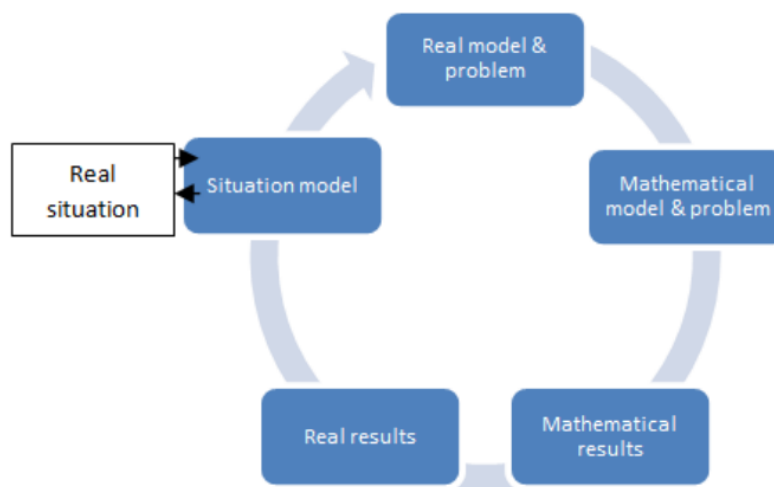 Real model &
problem
Real
situation
Situation model
Mathematical
model & problem
Real results
Mathematical
results